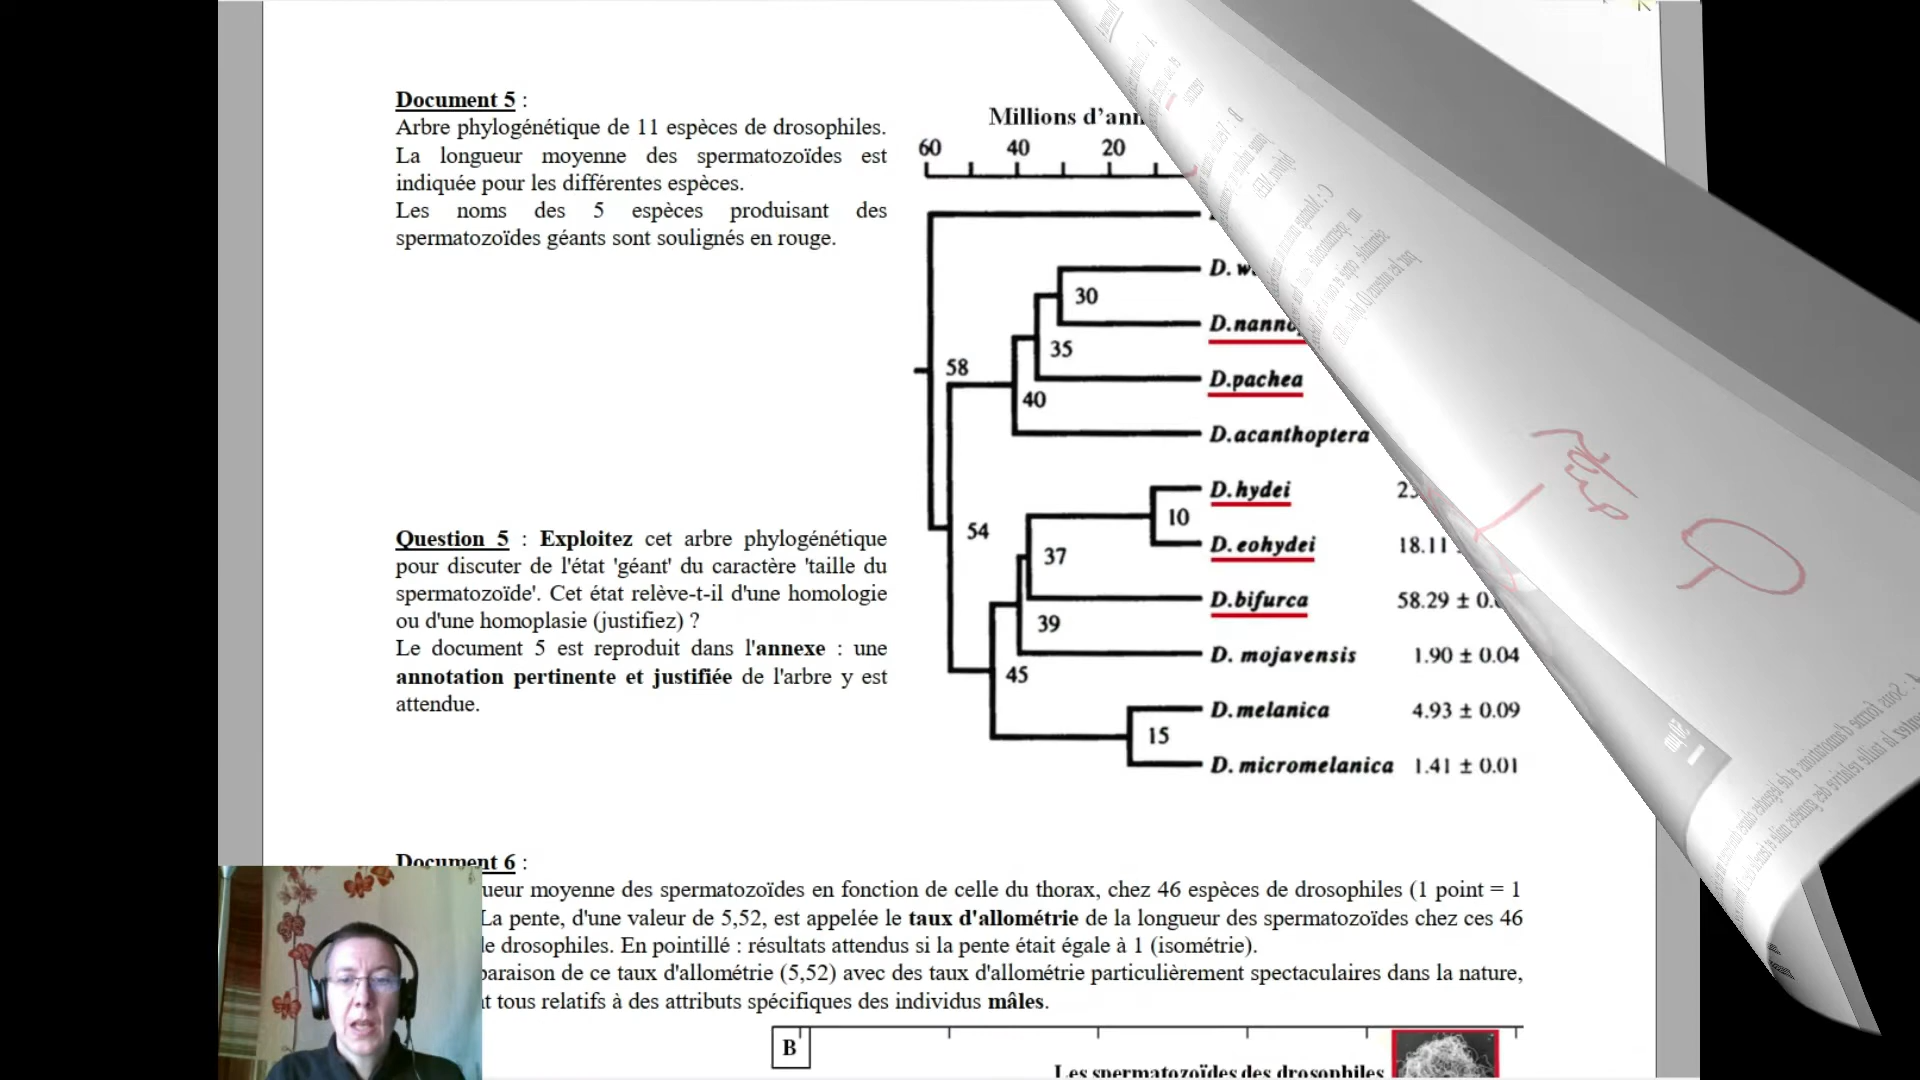 Document 5 :
Arbre phylogénétique de 11 espèces de drosophiles.
La longueur moyenne des spermatozoïdes est
indiquée pour les différentes espèces.
Les noms des 5 espèces produisant des
spermatozoïdes géants sont soulignés en rouge.
Millions d'ann
60 40 20
D. w
30
D.nanno
35
58
D.pachea
40
D.acanthoptera
D.hydei
10
54
D. eohydei 18.11
37
D.bifurca 58.29 ± 0.
39
D. mojavensis 1.90 ± 0.04
45
D.melanica 4.93 ± 0.09
15
D. micromelanica 1.41 ± 0.01
Question 5 : Exploitez cet arbre phylogénétique
pour discuter de l'état 'géant' du caractère 'taille du
spermatozoïde'. Cet état relève-t-il d'une homologie
ou d'une homoplasie (justifiez) ?
Le document 5 est reproduit dans l'annexe : une
annotation pertinente et justifiée de l'arbre y est
attendue.
Document 6 :
ueur moyenne des spermatozoïdes en fonction de celle du thorax, chez 46 espèces de drosophiles (1 point = 1
La pente, d'une valeur de 5,52, est appelée le taux d'allométrie de la longueur des spermatozoïdes chez ces 46
de drosophiles. En pointillé : résultats attendus si la pente était égale à 1 (isométrie).
paraison de ce taux d'allométrie (5,52) avec des taux d'allométrie particulièrement spectaculaires dans la nature,
t tous relatifs à des attributs spécifiques des individus mâles.
B
Les spermatozoïdes des drosophiles